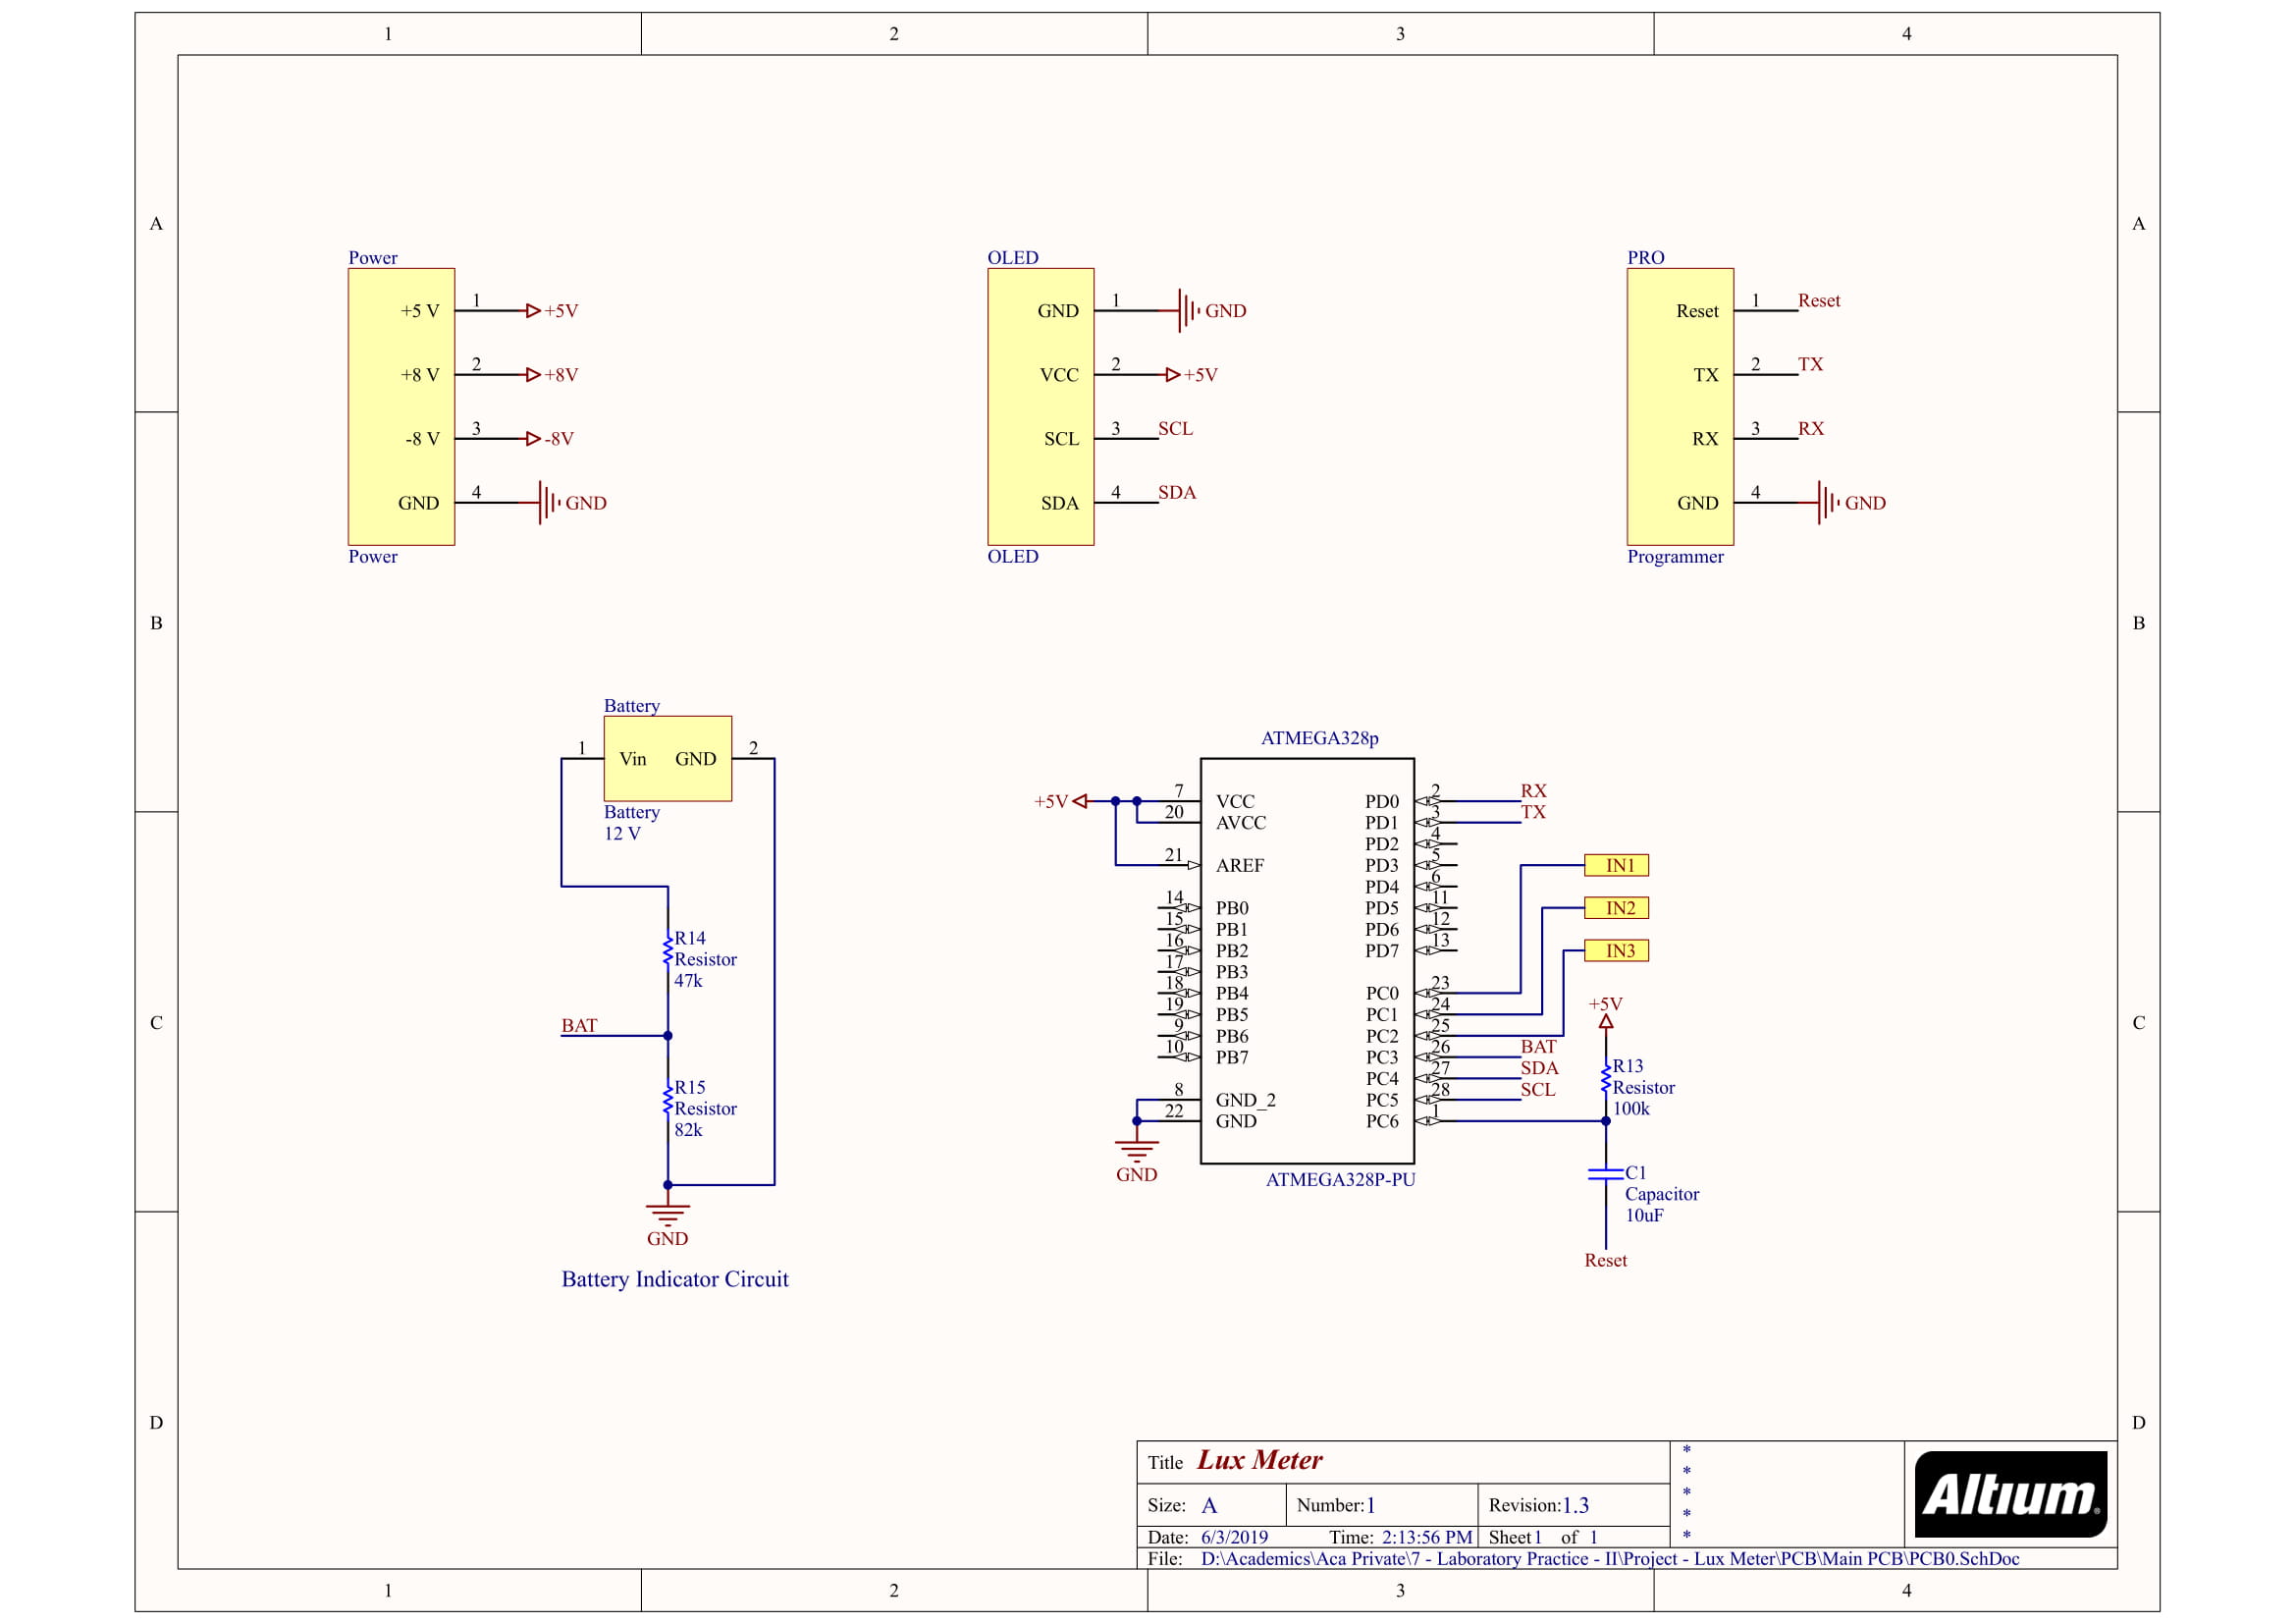 1 2 3 4
A A
Power
+5 V 1 +5V
+8 V 2 +8V
-8 V 3 -8V
GND 4 GND
Power
OLED
GND 1 GND
VCC 2 +5V
SCL 3 SCL
SDA 4 SDA
OLED
PRO
Reset 1 Reset
TX 2 TX
RX 3 RX
GND 4 GND
Programmer
B B
Battery
1 Vin GND 2
Battery
12 V
R14
Resistor
47k
BAT
R15
Resistor
82k
GND
Battery Indicator Circuit
C C
ATMEGA328p
+5V 7 VCC PD0 2 RX
20 AVCC PD1 3 TX
PD2 4
21 AREF PD3 5 IN1
PD4 6
14 PB0 PD5 11 IN2
15 PB1 PD6 12
16 PB2 PD7 13 IN3
17 PB3
18 PB4 PC0 23
19 PB5 PC1 24
9 PB6 PC2 25
10 PB7 PC3 26 BAT
PC4 27 SDA
8 GND_2 PC5 28 SCL
22 GND PC6 1
GND
ATMEGA328P-PU
+5V
R13
Resistor
100k
C1
Capacitor
10uF
Reset
D D
Title Lux Meter
Size: A Number:1 Revision:1.3
Date: 6/3/2019 Time: 2:13:56 PM Sheet1 of 1
File: D:\Academics\Aca Private\7 - Laboratory Practice - II\Project - Lux Meter\PCB\Main PCB\PCB0.SchDoc
*
*
*
*
*
Altium®
1 2 3 4